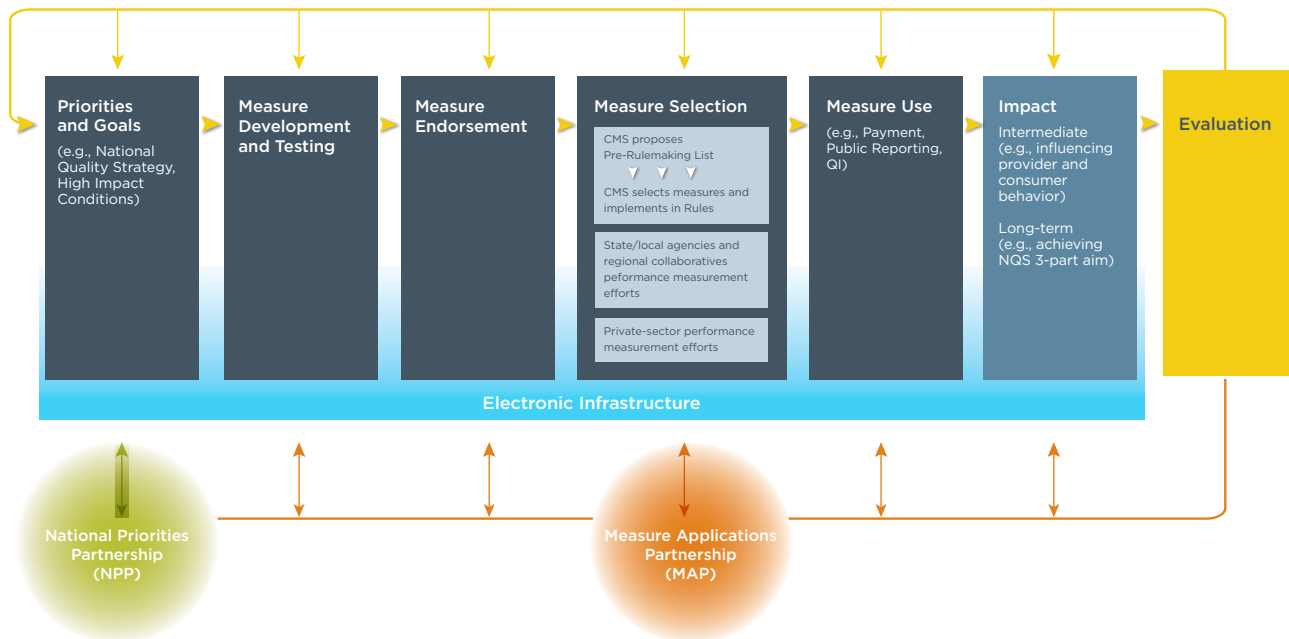 Priorities
and Goals
(e.g., National
Quality Strategy,
High Impact
Conditions)
Measure
Development
and Testing
Measure
Endorsement
Measure Selection
CMS proposes
Pre-Rulemaking List
CMS selects measures and
implements in Rules
State/local agencies and
regional collaboratives
peformance measurement
efforts
Private-sector performance
measurement efforts
Measure Use
(e.g., Payment,
Public Reporting,
QI)
Impact
Intermediate
(e.g., influencing
provider and
consumer
behavior)
Long-term
(e.g., achieving
NQS 3-part aim)
Evaluation
Electronic Infrastructure
National Priorities
Partnership
(NPP)
Measure Applications
Partnership
(MAP)